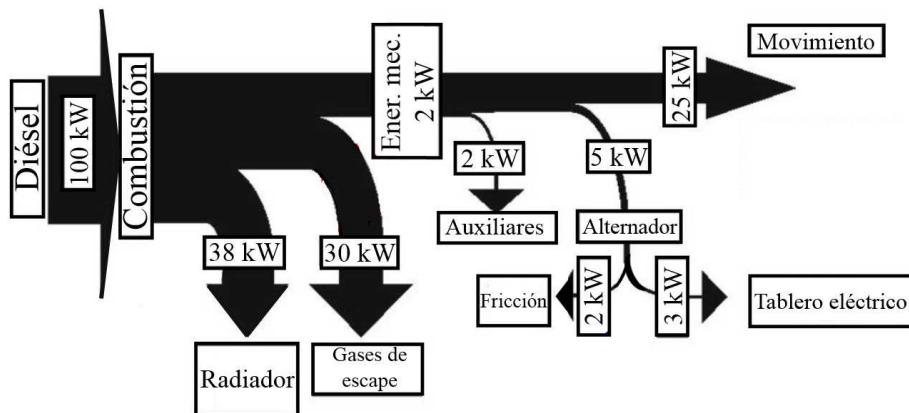 Diésel
100 kW
Combustión
Ener. mec.
2 kW
25 kW
Movimiento
2 kW
5 kW
Auxiliares
Alternador
38 kW
30 kW
Fricción
2 kW
3 kW
Tablero eléctrico
Radiador
Gases de
escape